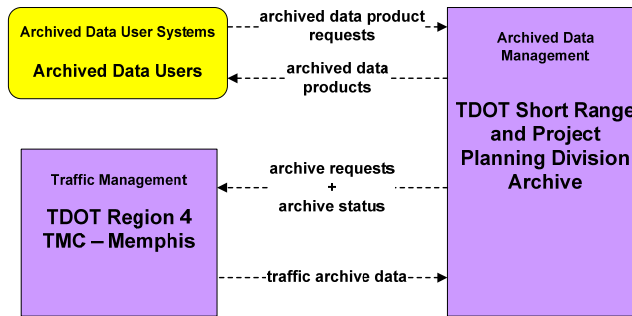 Archived Data User Systems
Archived Data Users
archived data product
requests
archived data
products
Archived Data
Management
TDOT Short Range
and Project
Planning Division
Archive
Traffic Management
TDOT Region 4
TMC – Memphis
archive requests
+
archive status
traffic archive data